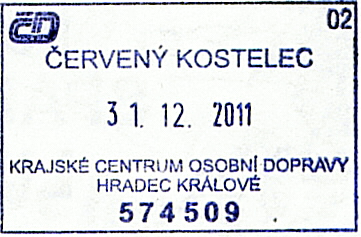 ČD 02
ČERVENÝ KOSTELEC
31. 12. 2011
KRAJSKÉ CENTRUM OSOBNÍ DOPRAVY
HRADEC KRÁLOVÉ
574509